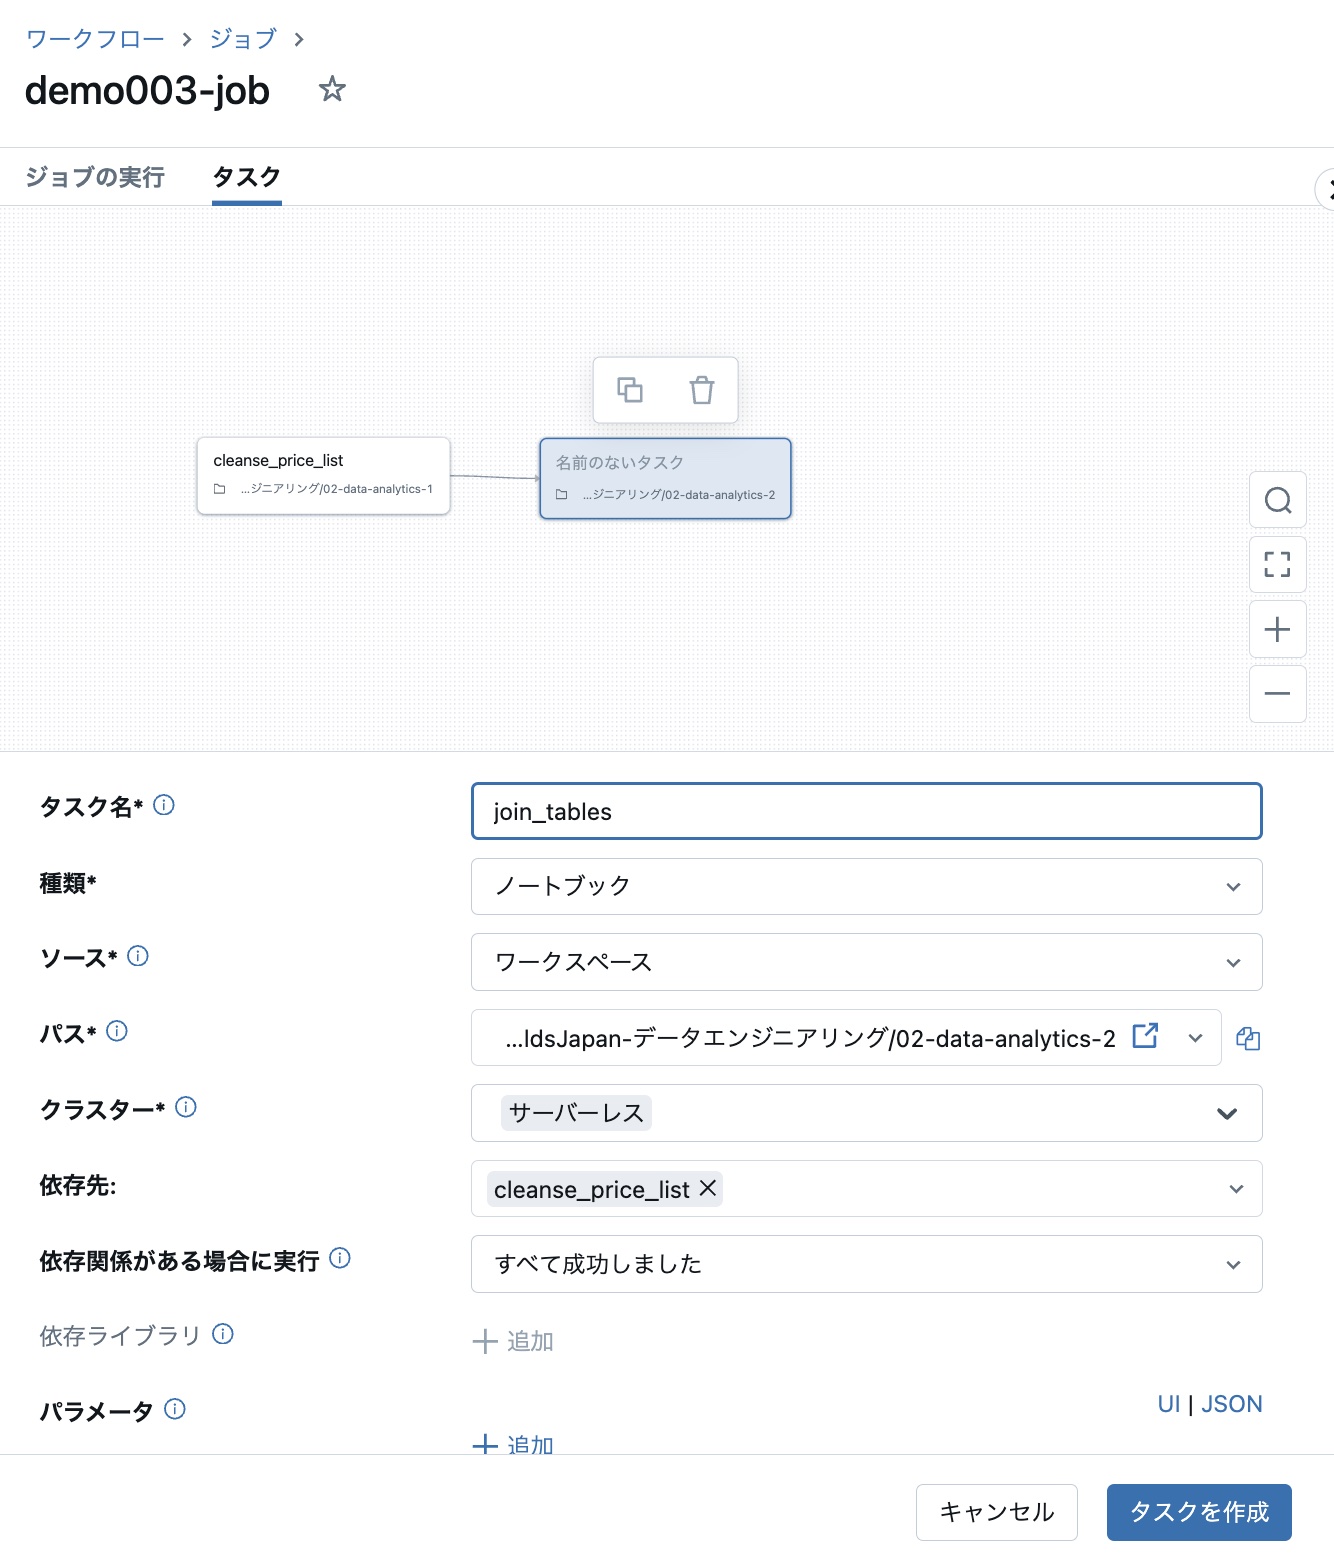 ワークフロー > ジョブ >
demo003-job
ジョブの実行 タスク
cleanse_price_list
...ジニアリング/02-data-analytics-1
名前のないタスク
...ジニアリング/02-data-analytics-2
タスク名* join_tables
種類* ノートブック
ソース* ワークスペース
パス* ...ldsJapan-データエンジニアリング/02-data-analytics-2
クラスター* サーバーレス
依存先: cleanse_price_list
依存関係がある場合に実行 すべて成功しました
依存ライブラリ 追加
パラメータ UI | JSON
追加
キャンセル タスクを作成